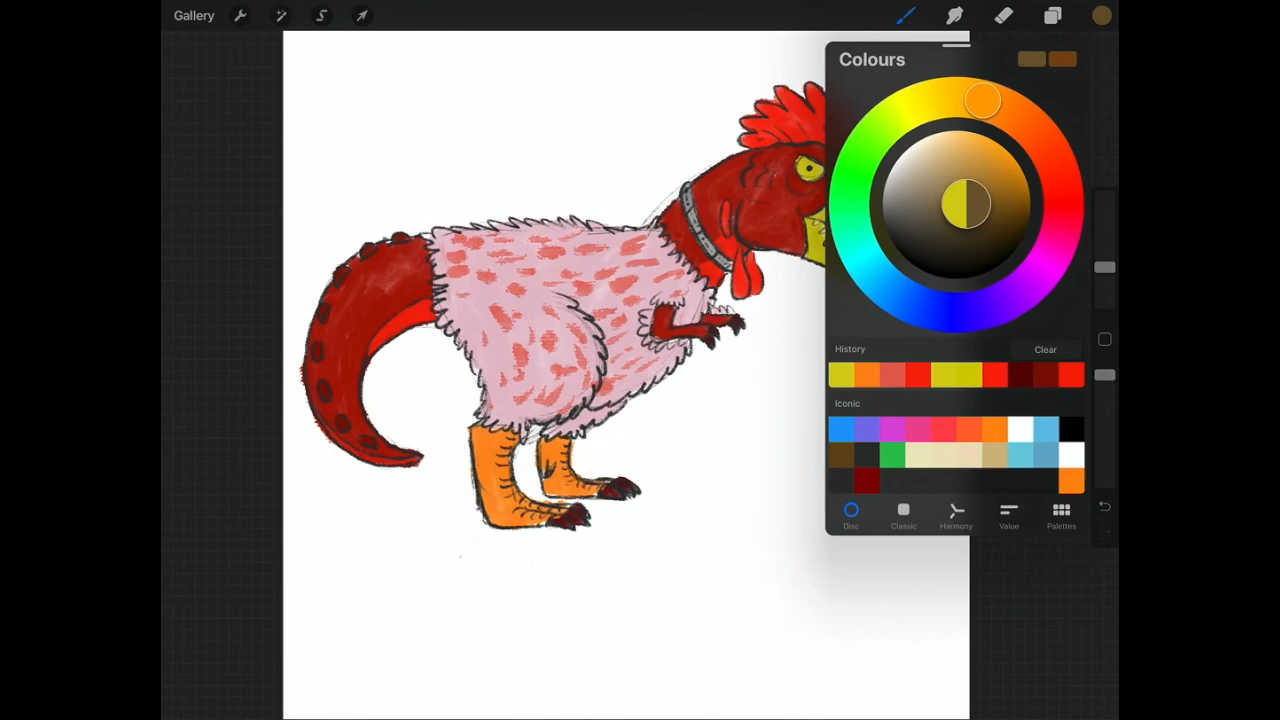 Gallery
Colours
History
Clear
Iconic
Disc
Classic
Harmony
Value
Palettes